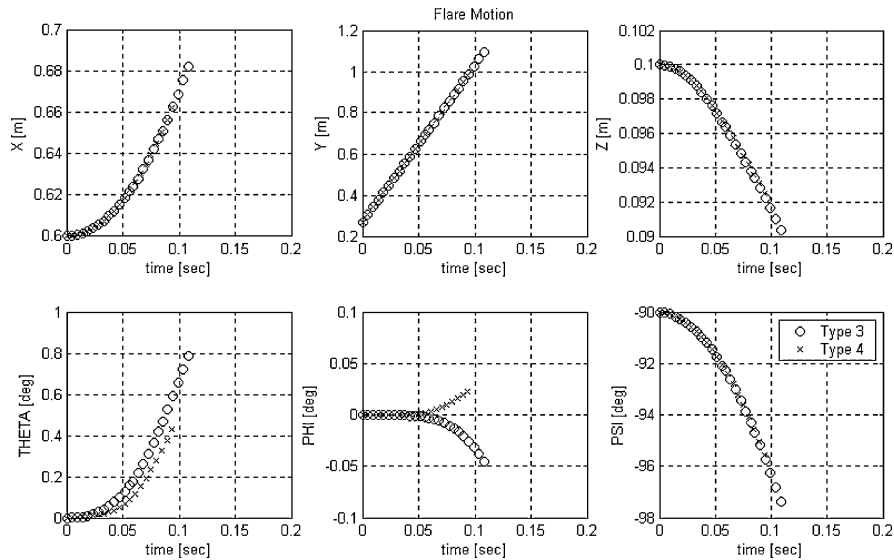 Flare Motion
0.7
0.68
0.66
0.64
0.62
0.6
X [m]
0 0.05 0.1 0.15 0.2
time [sec]
1.2
1
0.8
0.6
0.4
0.2
Y [m]
0 0.05 0.1 0.15 0.2
time [sec]
0.102
0.1
0.098
0.096
0.094
0.092
0.09
Z [m]
0 0.05 0.1 0.15 0.2
time [sec]
1
0.8
0.6
0.4
0.2
0
THETA [deg]
0 0.05 0.1 0.15 0.2
time [sec]
0.1
0.05
0
-0.05
-0.1
PHI [deg]
0 0.05 0.1 0.15 0.2
time [sec]
-90
-92
-94
-96
-98
PSI [deg]
Type 3
Type 4
0 0.05 0.1 0.15 0.2
time [sec]